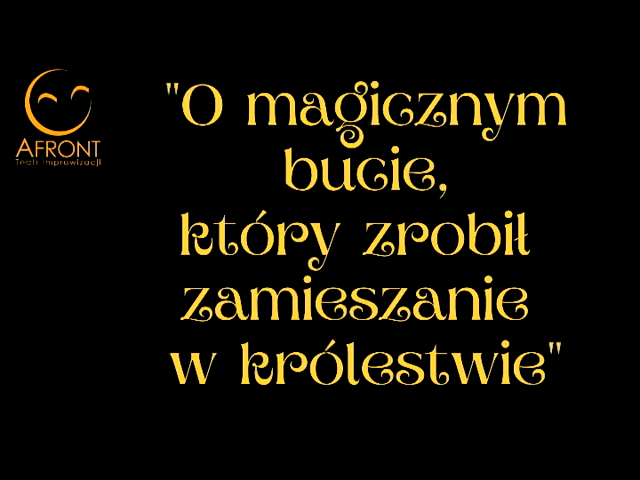 AFRONT
Teatr Improwizacji
"O magicznym
bucie,
który zrobił
zamieszanie
w królestwie"